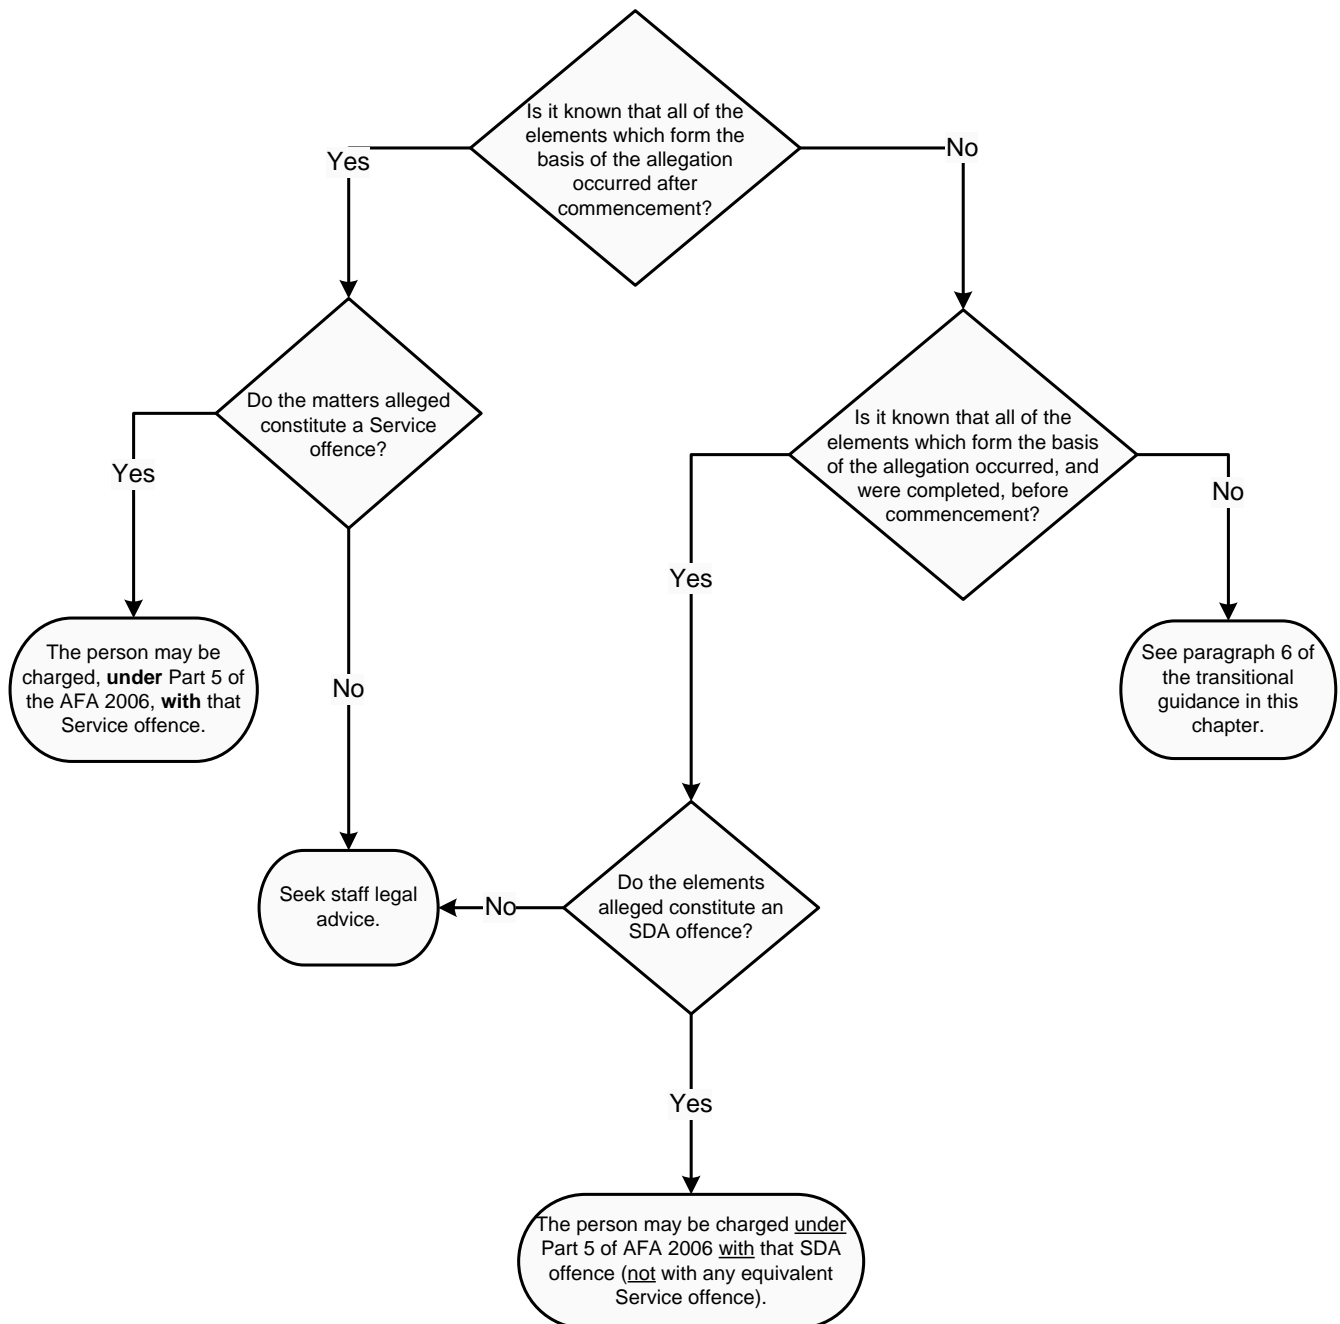 Is it known that all of the
elements which form the
basis of the allegation
occurred after
commencement?
Yes
No
Do the matters alleged
constitute a Service
offence?
Is it known that all of the
elements which form the basis
of the allegation occurred, and
were completed, before
commencement?
Yes
No
Yes
No
The person may be
charged, under Part 5 of
the AFA 2006, with that
Service offence.
See paragraph 6 of
the transitional
guidance in this
chapter.
Seek staff legal
advice.
No
Do the elements
alleged constitute an
SDA offence?
Yes
The person may be charged under
Part 5 of AFA 2006 with that SDA
offence (not with any equivalent
Service offence).